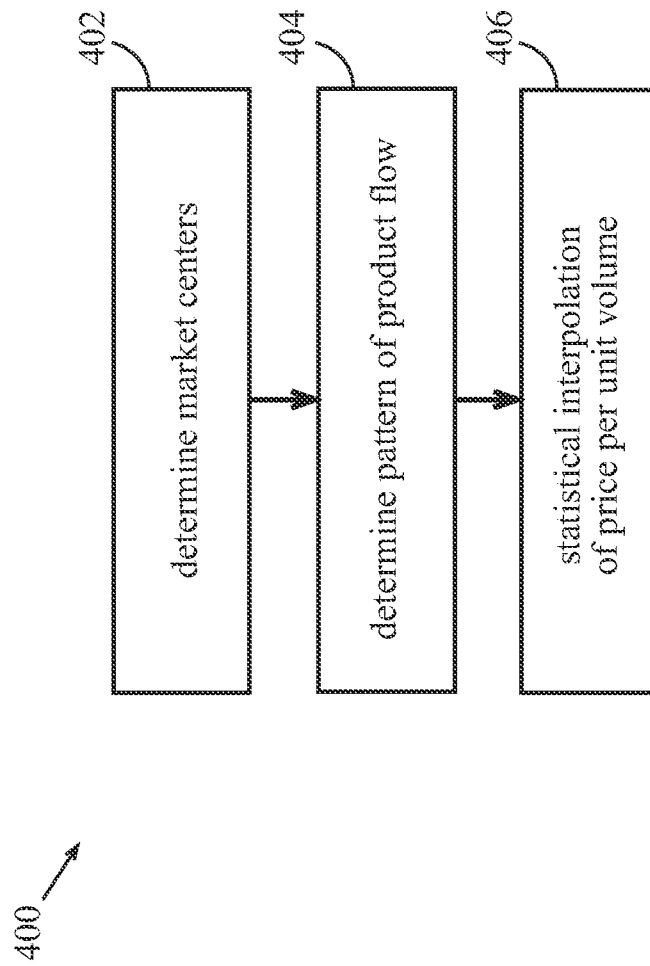 400
402
determine market centers
404
determine pattern of product flow
406
statistical interpolation
of price per unit volume